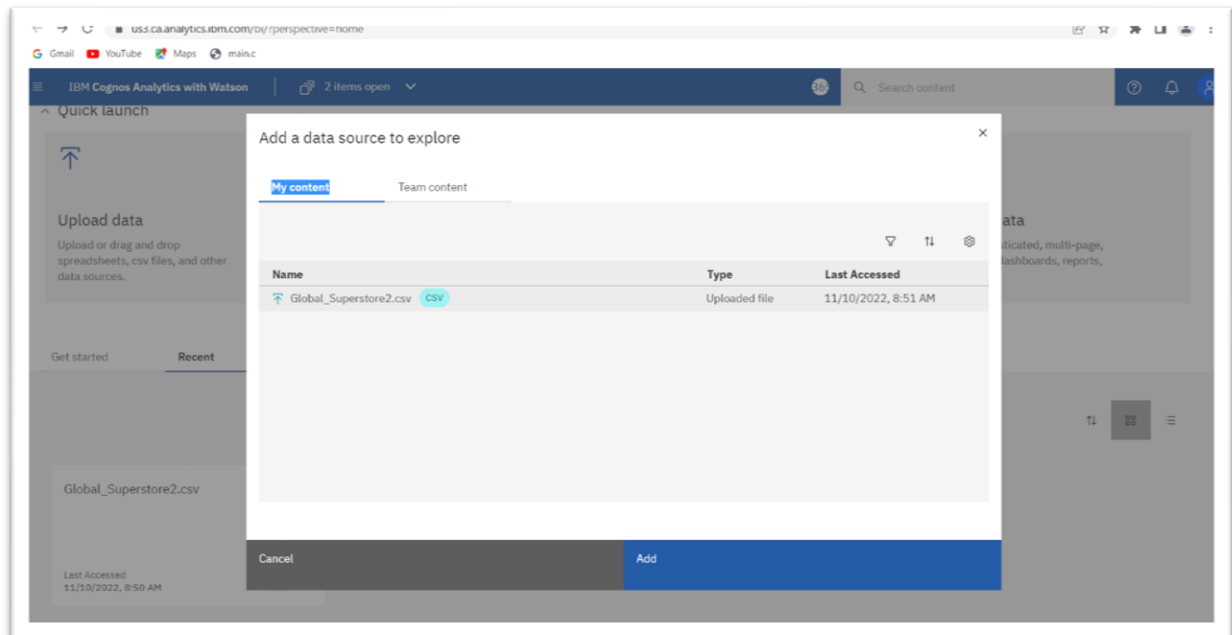 us3.ca.analytics.ibm.com/bi/?perspective=home
Gmail YouTube Maps main.c
IBM Cognos Analytics with Watson 2 items open 36 Search content
Quick launch
Add a data source to explore
My content Team content
Upload data
Upload or drag and drop
spreadsheets, csv files, and other
data sources.
ata
ticated, multi-page,
dashboards, reports,
Name Type Last Accessed
Global_Superstore2.csv CSV Uploaded file 11/10/2022, 8:51 AM
Get started Recent
Global_Superstore2.csv
Last Accessed
11/10/2022, 8:50 AM
Cancel Add